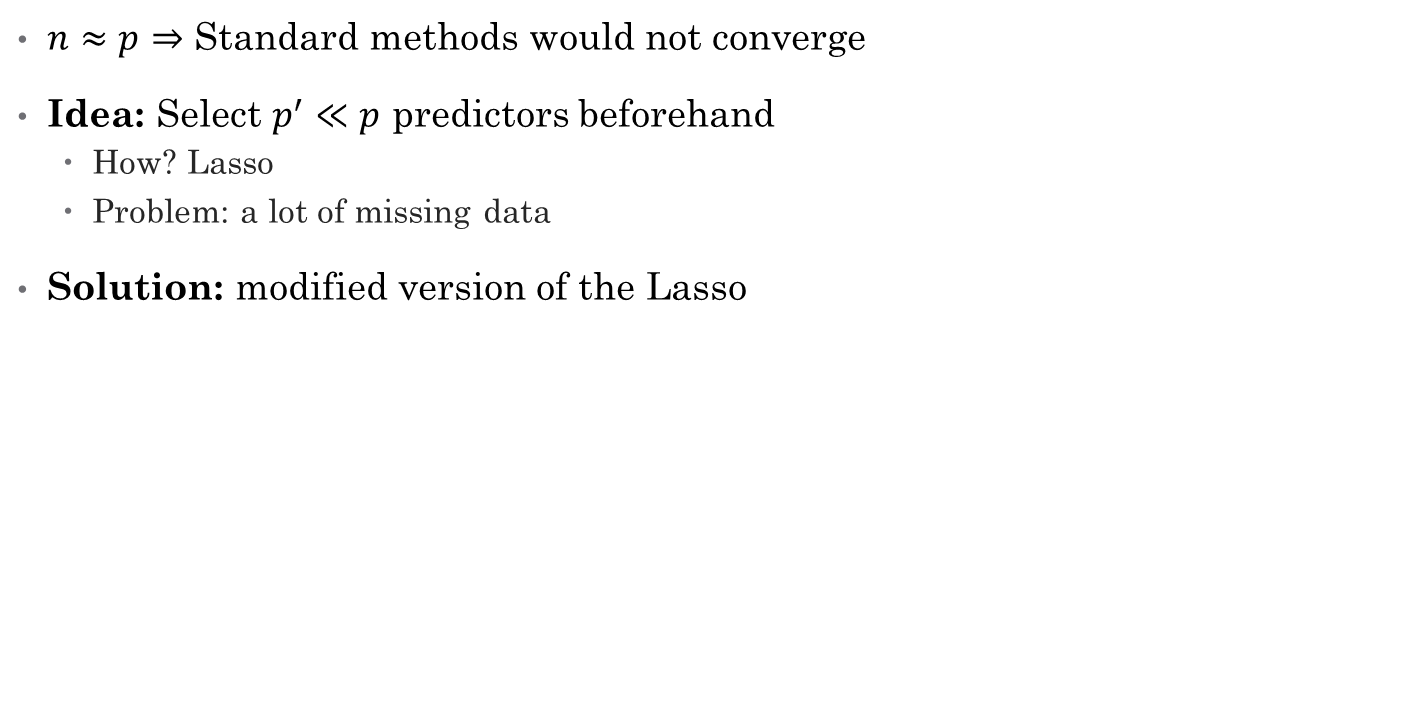 • n ≈ p ⇒ Standard methods would not converge
• Idea: Select p′ ≪ p predictors beforehand
• How? Lasso
• Problem: a lot of missing data
• Solution: modified version of the Lasso